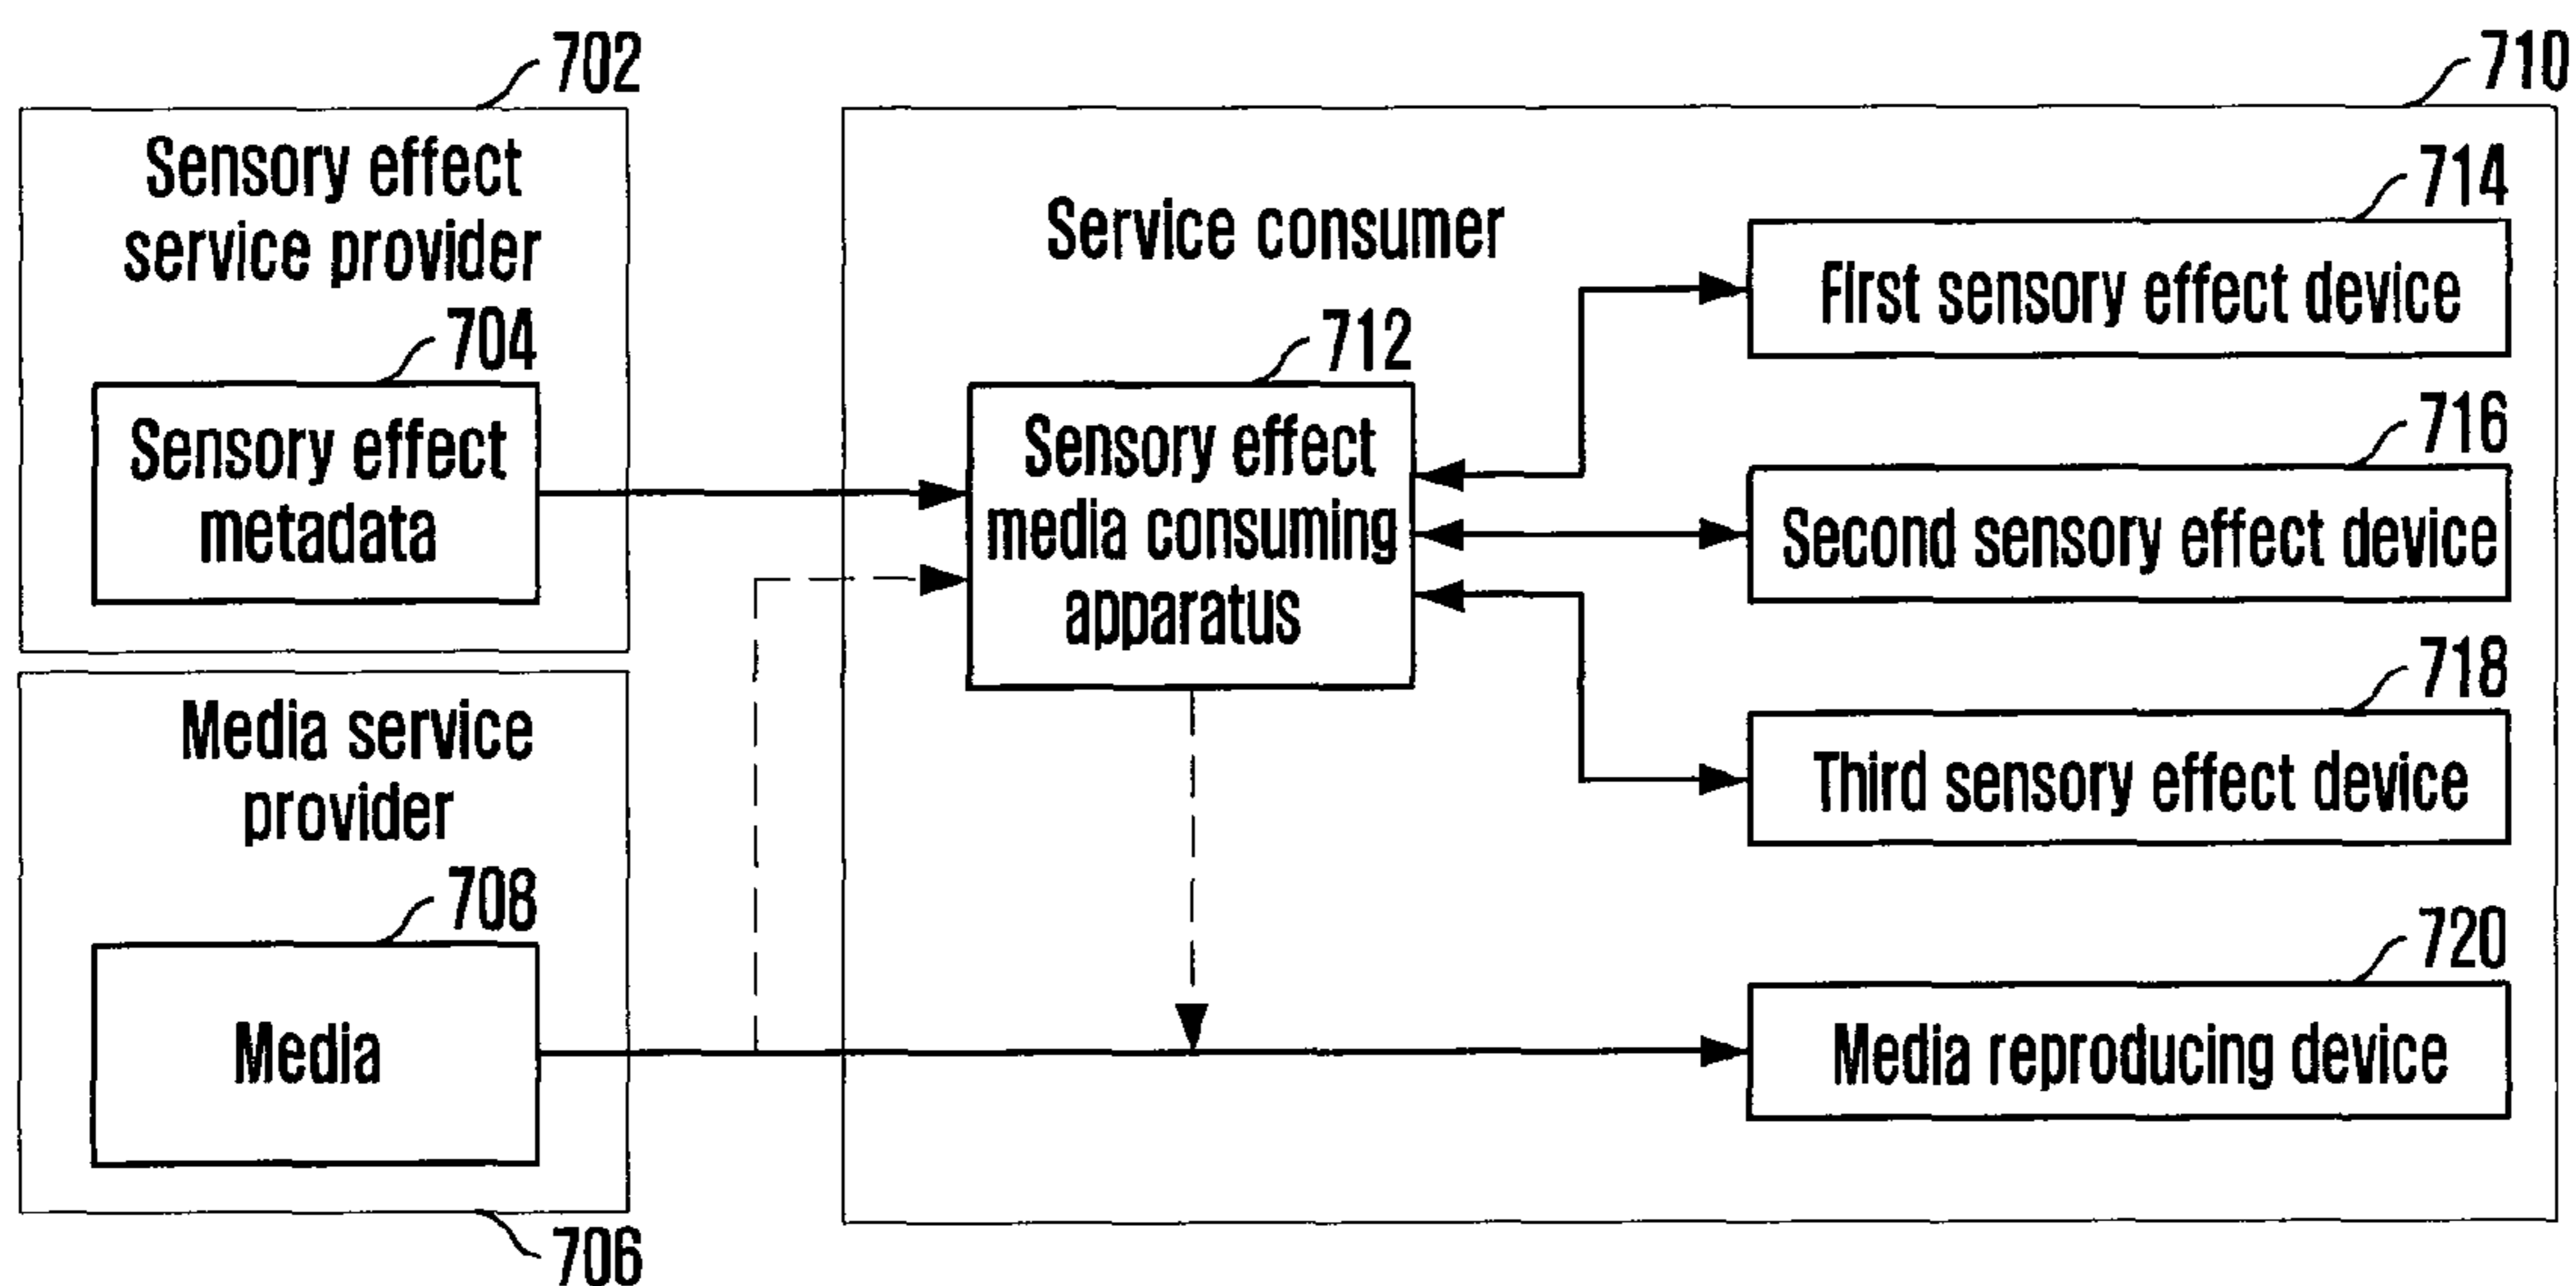 702
Sensory effect
service provider
704
Sensory effect
metadata
Media service
provider
708
Media
706
710
Service consumer
712
Sensory effect
media consuming
apparatus
714
First sensory effect device
716
Second sensory effect device
718
Third sensory effect device
720
Media reproducing device